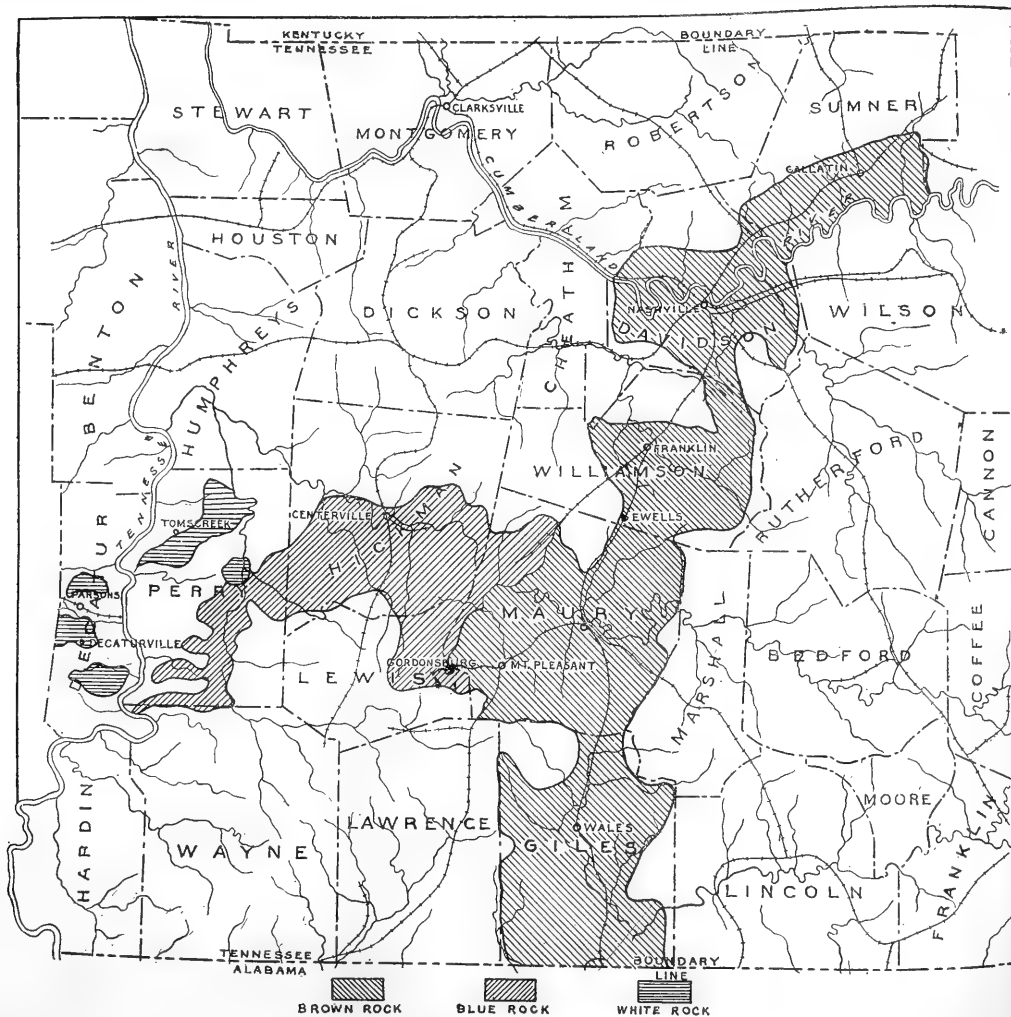 KENTUCKY
TENNESSEE
BOUNDARY
LINE
STEWART
CLARKSVILLE
MONTGOMERY
ROBERTSON
SUMNER
GALLATIN
CUMBERLAND
RIVER
HOUSTON
BENTON
RIVER
HUMPHREYS
DICKSON
CHEATHAM
NASHVILLE
DAVIDSON
WILSON
TENNESSEE
FRANKLIN
WILLIAMSON
RUTHERFORD
CANNON
EWELLS
CENTERVILLE
HICKMAN
TOMSCREEK
DECATUR
PERRY
PARSONS
DECATURVILLE
MAURY
MARSHALL
BEDFORD
COFFEE
GORDONSBURG
MT. PLEASANT
LEWIS
HARDIN
WAYNE
LAWRENCE
WALES
GILES
MOORE
LINCOLN
FRANKLIN
TENNESSEE
ALABAMA
BOUNDARY
LINE
BROWN ROCK
BLUE ROCK
WHITE ROCK